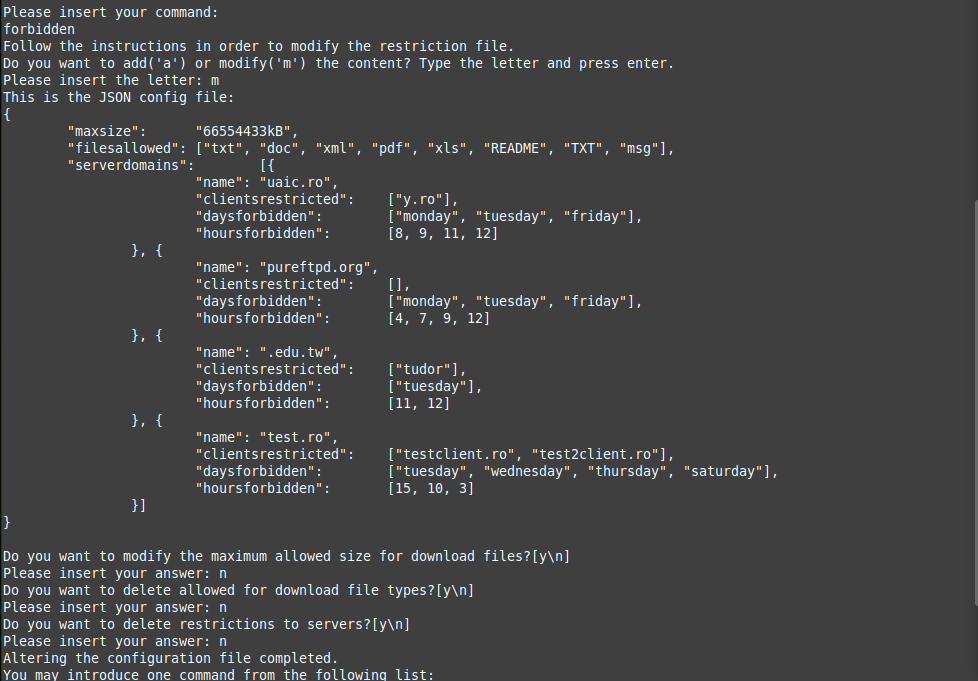 Please insert your command:
forbidden
Follow the instructions in order to modify the restriction file.
Do you want to add('a') or modify('m') the content? Type the letter and press enter.
Please insert the letter: m
This is the JSON config file:
{
        "maxsize":      "66554433kB",
        "filesallowed": ["txt", "doc", "xml", "pdf", "xls", "README", "TXT", "msg"],
        "serverdomains":        [{
                        "name": "uaic.ro",
                        "clientsrestricted":    ["y.ro"],
                        "daysforbidden":        ["monday", "tuesday", "friday"],
                        "hoursforbidden":       [8, 9, 11, 12]
                }, {
                        "name": "pureftpd.org",
                        "clientsrestricted":    [],
                        "daysforbidden":        ["monday", "tuesday", "friday"],
                        "hoursforbidden":       [4, 7, 9, 12]
                }, {
                        "name": ".edu.tw",
                        "clientsrestricted":    ["tudor"],
                        "daysforbidden":        ["tuesday"],
                        "hoursforbidden":       [11, 12]
                }, {
                        "name": "test.ro",
                        "clientsrestricted":    ["testclient.ro", "test2client.ro"],
                        "daysforbidden":        ["tuesday", "wednesday", "thursday", "saturday"],
                        "hoursforbidden":       [15, 10, 3]
                }]
}

Do you want to modify the maximum allowed size for download files?[y\n]
Please insert your answer: n
Do you want to delete allowed for download file types?[y\n]
Please insert your answer: n
Do you want to delete restrictions to servers?[y\n]
Please insert your answer: n
Altering the configuration file completed.
You may introduce one command from the following list: